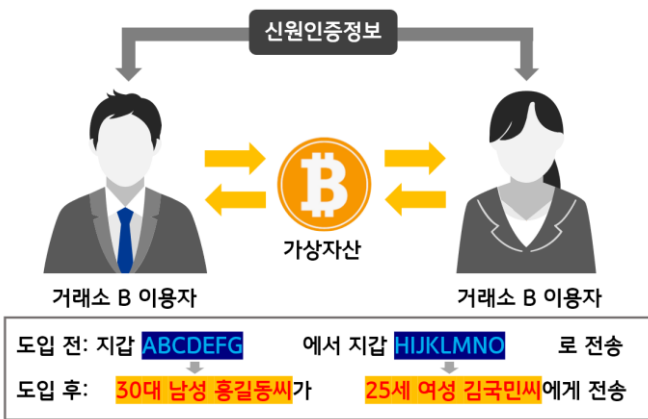 신원인증정보
가상자산
거래소 B 이용자 거래소 B 이용자
도입 전: 지갑 ABCDEFG 에서 지갑 HIJKLMNO 로 전송
도입 후: 30대 남성 홍길동씨가 25세 여성 김국민씨에게 전송